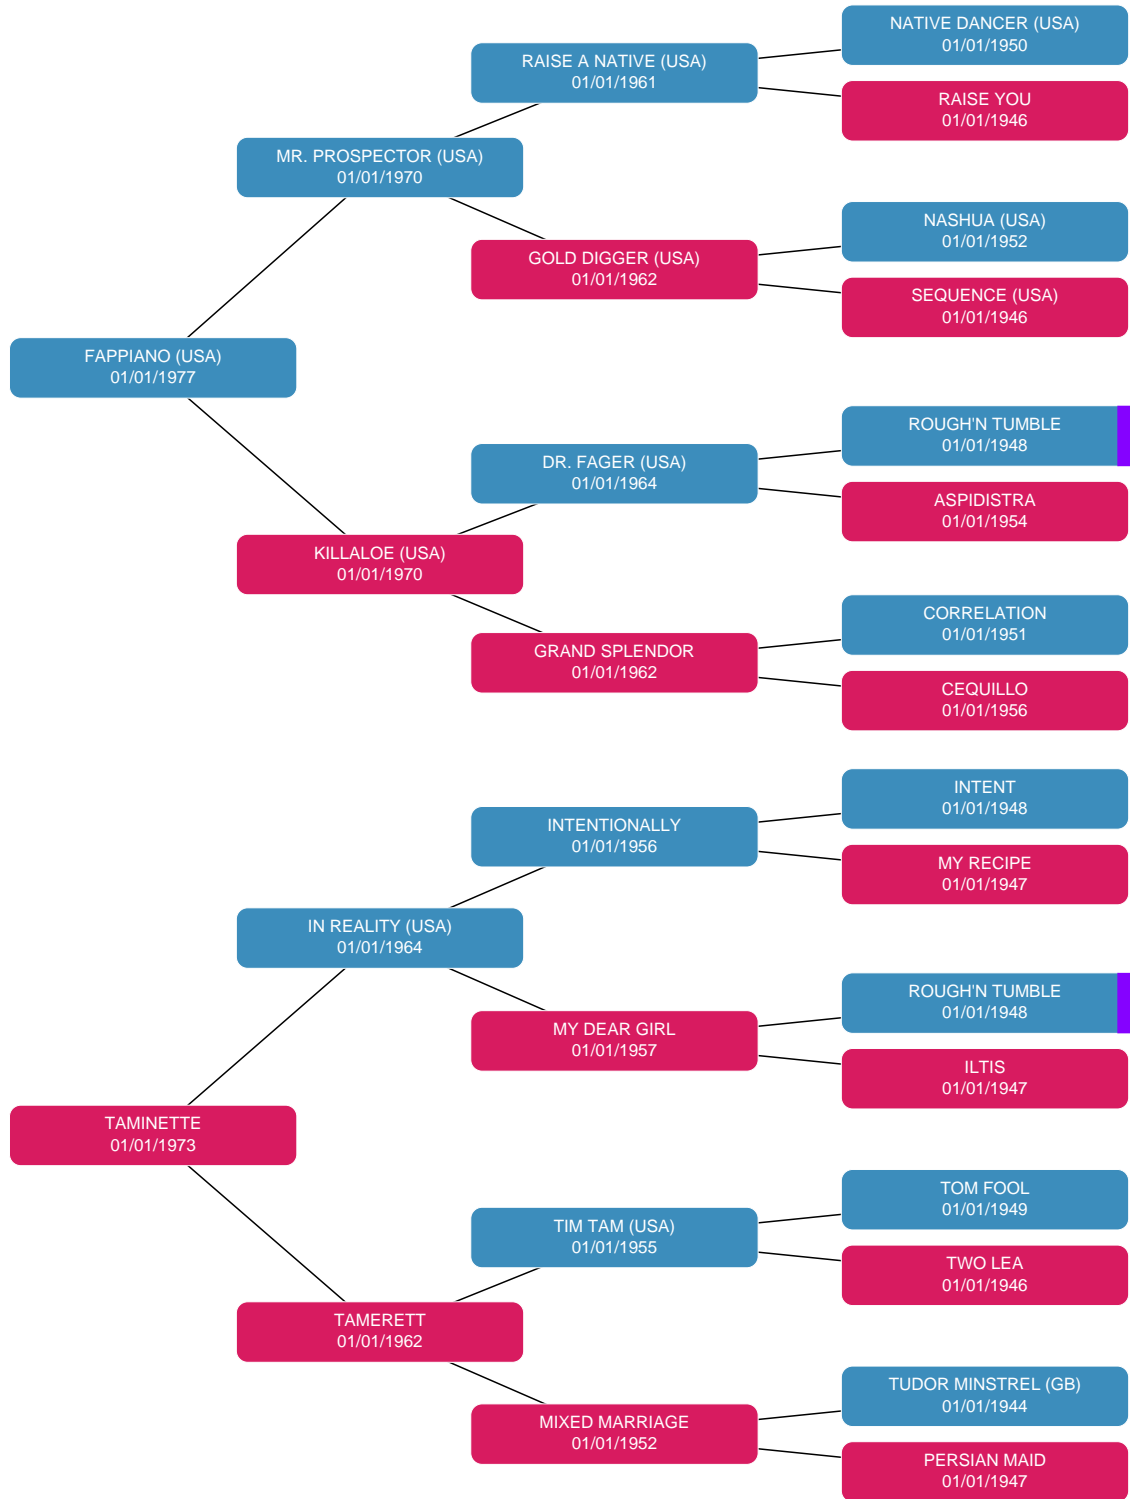 NATIVE DANCER (USA)
01/01/1950
RAISE A NATIVE (USA)
01/01/1961
RAISE YOU
01/01/1946
MR. PROSPECTOR (USA)
01/01/1970
NASHUA (USA)
01/01/1952
GOLD DIGGER (USA)
01/01/1962
SEQUENCE (USA)
01/01/1946
FAPPIANO (USA)
01/01/1977
ROUGH'N TUMBLE
01/01/1948
DR. FAGER (USA)
01/01/1964
ASPIDISTRA
01/01/1954
KILLALOE (USA)
01/01/1970
CORRELATION
01/01/1951
GRAND SPLENDOR
01/01/1962
CEQUILLO
01/01/1956
INTENT
01/01/1948
INTENTIONALLY
01/01/1956
MY RECIPE
01/01/1947
IN REALITY (USA)
01/01/1964
ROUGH'N TUMBLE
01/01/1948
MY DEAR GIRL
01/01/1957
ILTIS
01/01/1947
TAMINETTE
01/01/1973
TOM FOOL
01/01/1949
TIM TAM (USA)
01/01/1955
TWO LEA
01/01/1946
TAMERETT
01/01/1962
TUDOR MINSTREL (GB)
01/01/1944
MIXED MARRIAGE
01/01/1952
PERSIAN MAID
01/01/1947